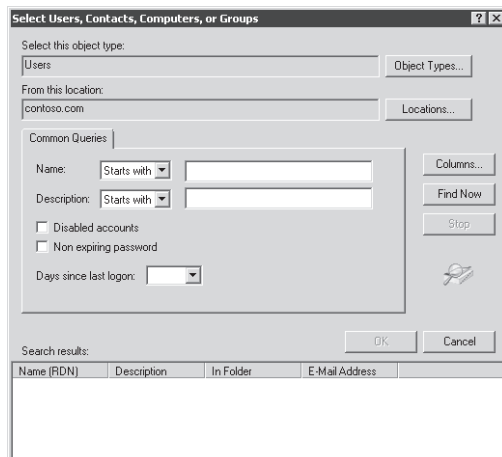 Select Users, Contacts, Computers, or Groups
Select this object type:
Users
Object Types...
From this location:
contoso.com
Locations...
Common Queries
Name:
Starts with
Columns...
Description:
Starts with
Find Now
Disabled accounts
Stop
Non expiring password
Days since last logon:
OK
Cancel
Search results:
Name (RDN) Description In Folder E-Mail Address